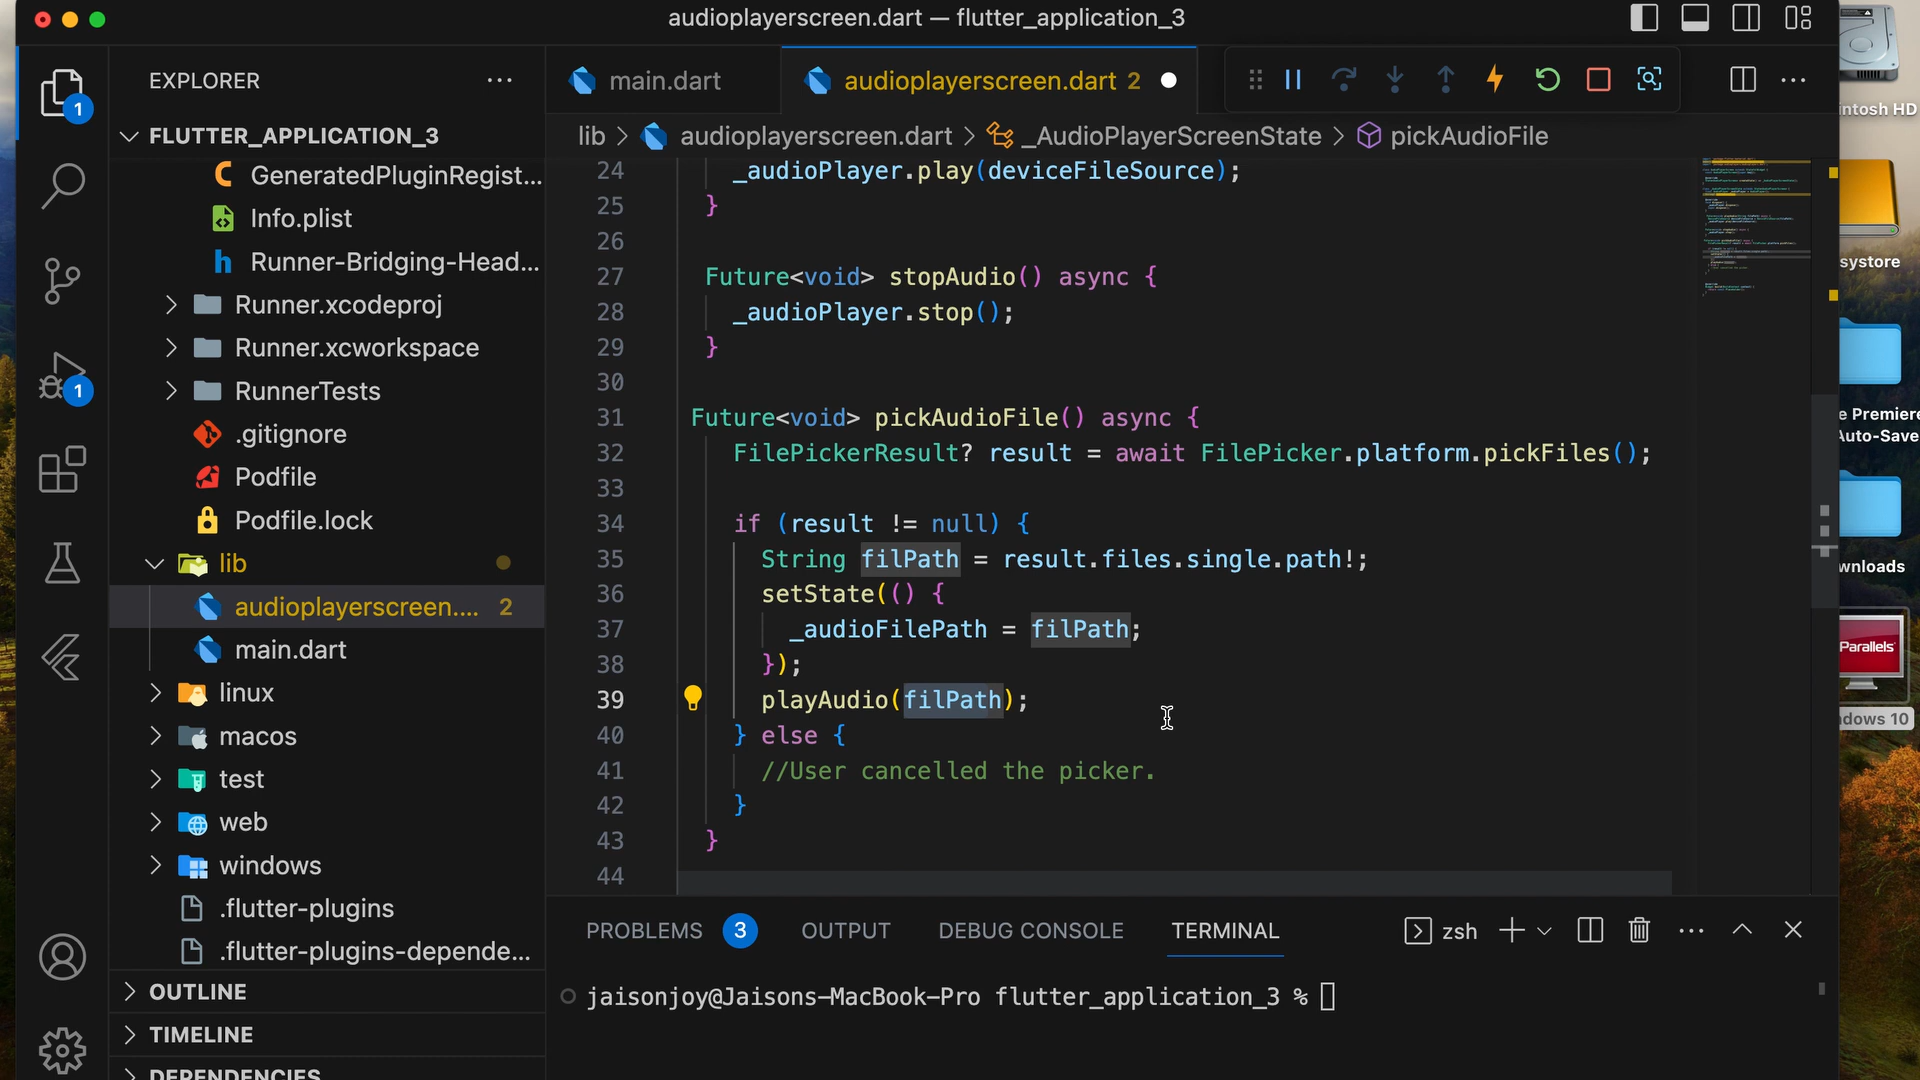 audioplayerscreen.dart — flutter_application_3
EXPLORER
main.dart
audioplayerscreen.dart 2
1
FLUTTER_APPLICATION_3
lib > audioplayerscreen.dart > _AudioPlayerScreenState > pickAudioFile
GeneratedPluginRegist...
Info.plist
Runner-Bridging-Head...
Runner.xcodeproj
Runner.xcworkspace
RunnerTests
1
.gitignore
Podfile
Podfile.lock
lib
audioplayerscreen.... 2
main.dart
linux
macos
test
web
windows
.flutter-plugins
.flutter-plugins-depende...
OUTLINE
TIMELINE
DEPENDENCIES
24 _audioPlayer.play(deviceFileSource);
25 }
26
27 Future<void> stopAudio() async {
28 _audioPlayer.stop();
29 }
30
31 Future<void> pickAudioFile() async {
32 FilePickerResult? result = await FilePicker.platform.pickFiles();
33
34 if (result != null) {
35 String filPath = result.files.single.path!;
36 setState(() {
37 _audioFilePath = filPath;
38 });
39 playAudio(filPath);
40 } else {
41 //User cancelled the picker.
42 }
43 }
44
PROBLEMS 3 OUTPUT DEBUG CONSOLE TERMINAL zsh
jaisonjoy@Jaisons-MacBook-Pro flutter_application_3 %
intosh HD
systore
e Premiere
Auto-Save
wnloads
Parallels
dows 10